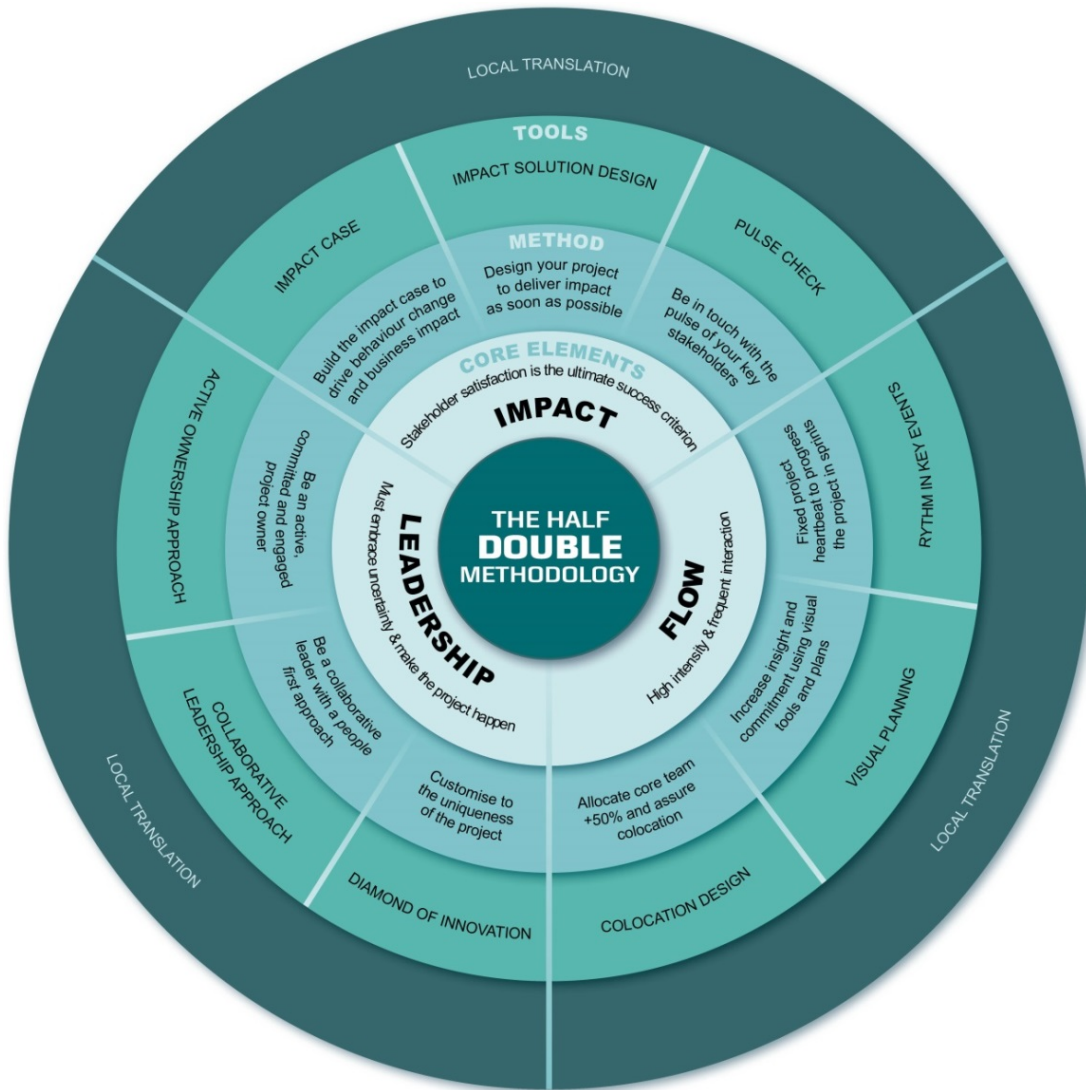 LOCAL TRANSLATION
TOOLS
IMPACT SOLUTION DESIGN
IMPACT CASE
PULSE CHECK
METHOD
Design your project
to deliver impact
as soon as possible
Build the impact case to
drive behaviour change
and business impact
Be in touch with the
pulse of your key
stakeholders
CORE ELEMENTS
Stakeholder satisfaction is the ultimate success criterion
IMPACT
THE HALF
DOUBLE
METHODOLOGY
ACTIVE OWNERSHIP APPROACH
Be an active,
committed and engaged
project owner
LEADERSHIP
Must embrace uncertainty & make the project happen
FLOW
High intensity & frequent interaction
RYTHM IN KEY EVENTS
Fixed project
heartbeat to progress
the project in sprints
Increase insight and
commitment using visual
tools and plans
VISUAL PLANNING
Be a collaborative
leader with a people
first approach
COLLABORATIVE
LEADERSHIP APPROACH
Customise to
the uniqueness
of the project
DIAMOND OF INNOVATION
Allocate core team
+50% and assure
colocation
COLOCATION DESIGN
LOCAL TRANSLATION
LOCAL TRANSLATION